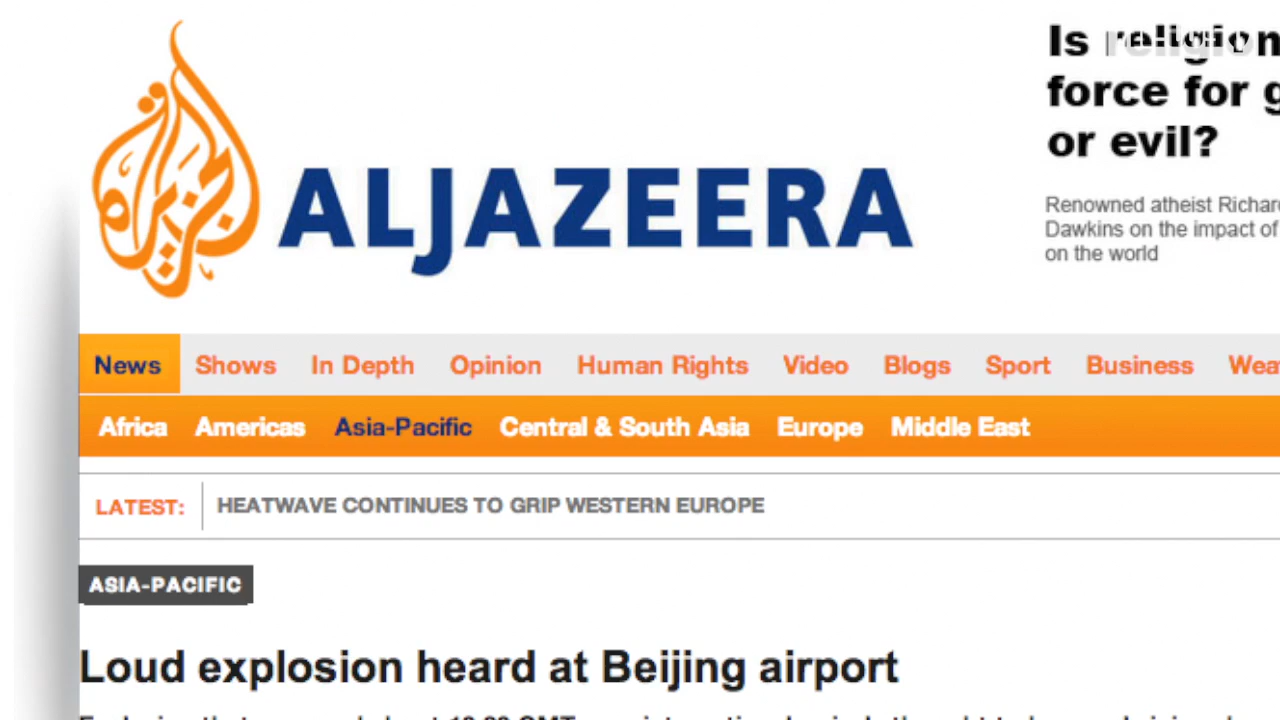 Is religion
force for
or evil?
ALJAZEERA
Renowned atheist
Dawkins on the impact of
on the world
News Shows In Depth Opinion Human Rights Video Blogs Sport Business
Africa Americas Asia-Pacific Central & South Asia Europe Middle East
LATEST: HEATWAVE CONTINUES TO GRIP WESTERN EUROPE
ASIA-PACIFIC
Loud explosion heard at Beijing airport